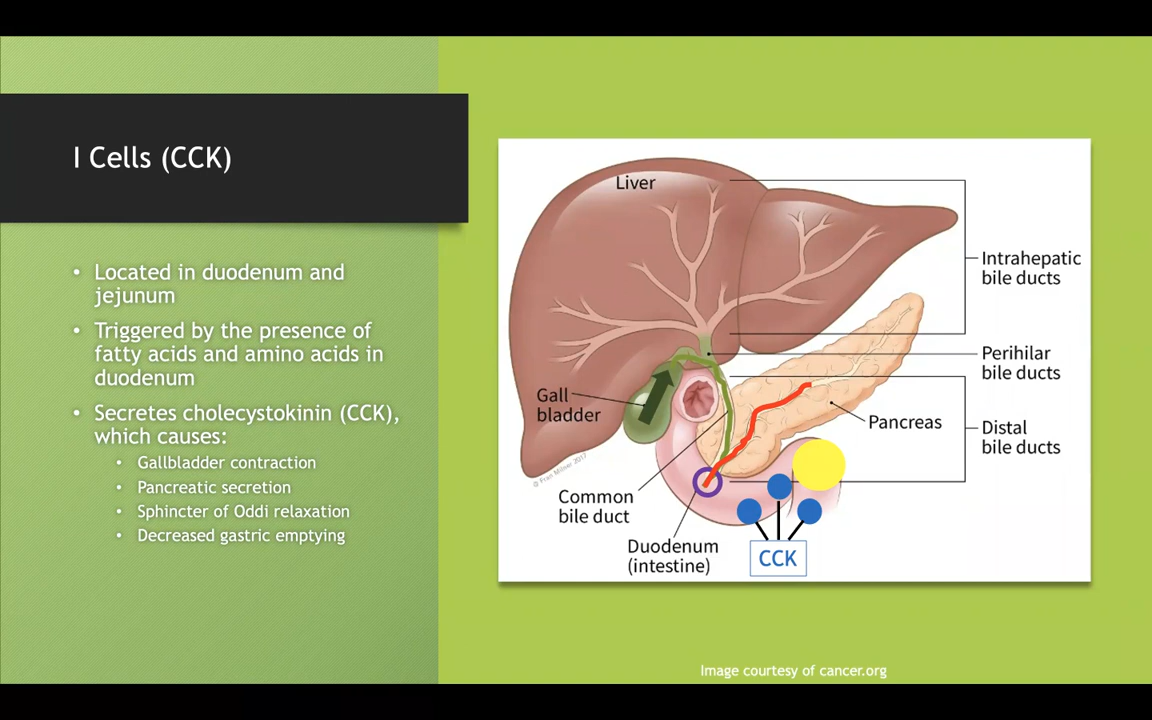 I Cells (CCK)
• Located in duodenum and
jejunum
• Triggered by the presence of
fatty acids and amino acids in
duodenum
• Secretes cholecystokinin (CCK),
which causes:
• Gallbladder contraction
• Pancreatic secretion
• Sphincter of Oddi relaxation
• Decreased gastric emptying
Liver
Intrahepatic
bile ducts
Perihilar
bile ducts
Gall
bladder
Pancreas
Distal
bile ducts
© Fran Milner 2017
Common
bile duct
Duodenum
(intestine)
CCK
Image courtesy of cancer.org